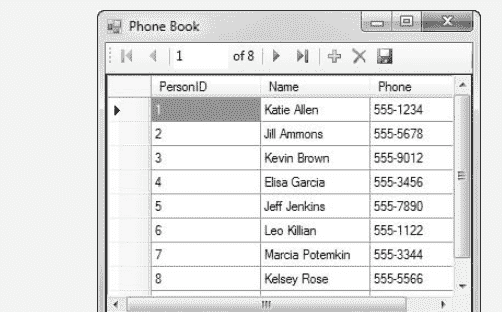 Phone Book
1 of 8
PersonID Name Phone
1 Katie Allen 555-1234
2 Jill Ammons 555-5678
3 Kevin Brown 555-9012
4 Elisa Garcia 555-3456
5 Jeff Jenkins 555-7890
6 Leo Killian 555-1122
7 Marcia Potemkin 555-3344
8 Kelsey Rose 555-5566